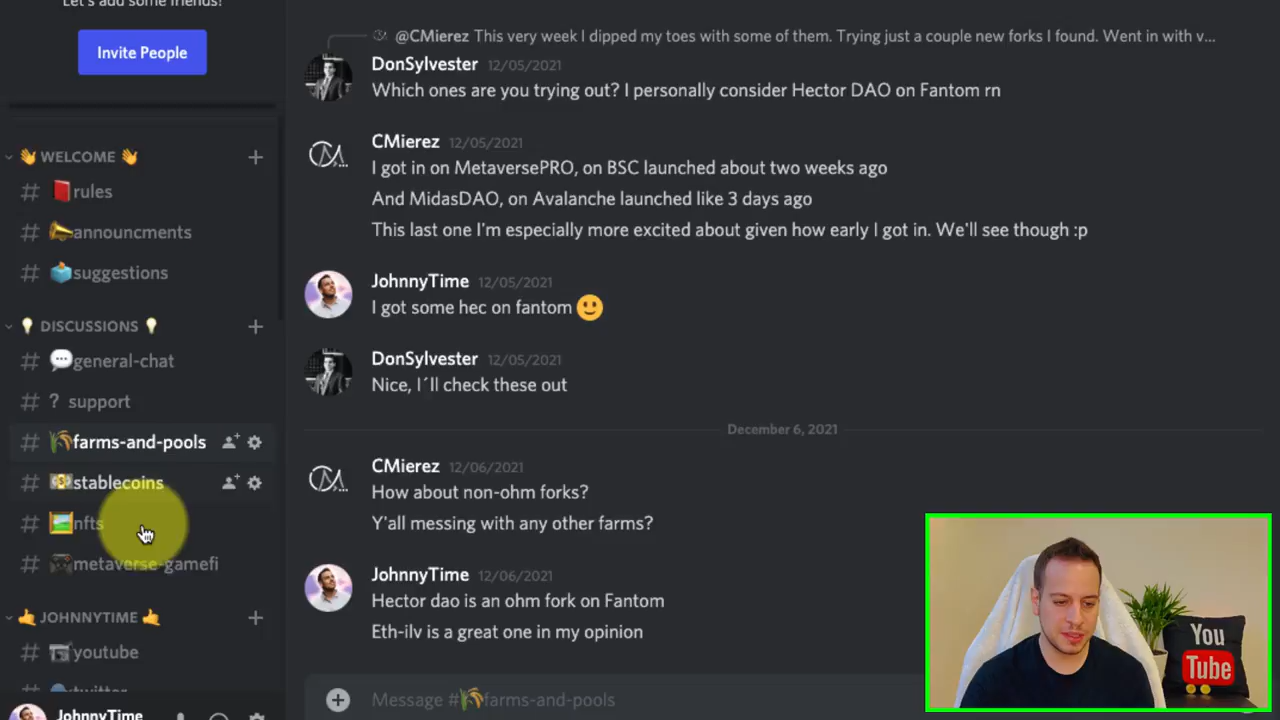 Let's add some friends!
Invite People
👋 WELCOME 👋
rules
announcments
suggestions
💡 DISCUSSIONS 💡
general-chat
? support
farms-and-pools
stablecoins
nfts
metaverse-gamefi
🤙 JOHNNYTIME 🤙
youtube
twitter
JohnnyTime
@CMierez This very week I dipped my toes with some of them. Trying just a couple new forks I found. Went in with v...
DonSylvester 12/05/2021
Which ones are you trying out? I personally consider Hector DAO on Fantom rn
CMierez 12/05/2021
I got in on MetaversePRO, on BSC launched about two weeks ago
And MidasDAO, on Avalanche launched like 3 days ago
This last one I'm especially more excited about given how early I got in. We'll see though :p
JohnnyTime 12/05/2021
I got some hec on fantom 🙂
DonSylvester 12/05/2021
Nice, I´ll check these out
December 6, 2021
CMierez 12/06/2021
How about non-ohm forks?
Y'all messing with any other farms?
JohnnyTime 12/06/2021
Hector dao is an ohm fork on Fantom
Eth-ilv is a great one in my opinion
Message #🌾farms-and-pools
You
Tube